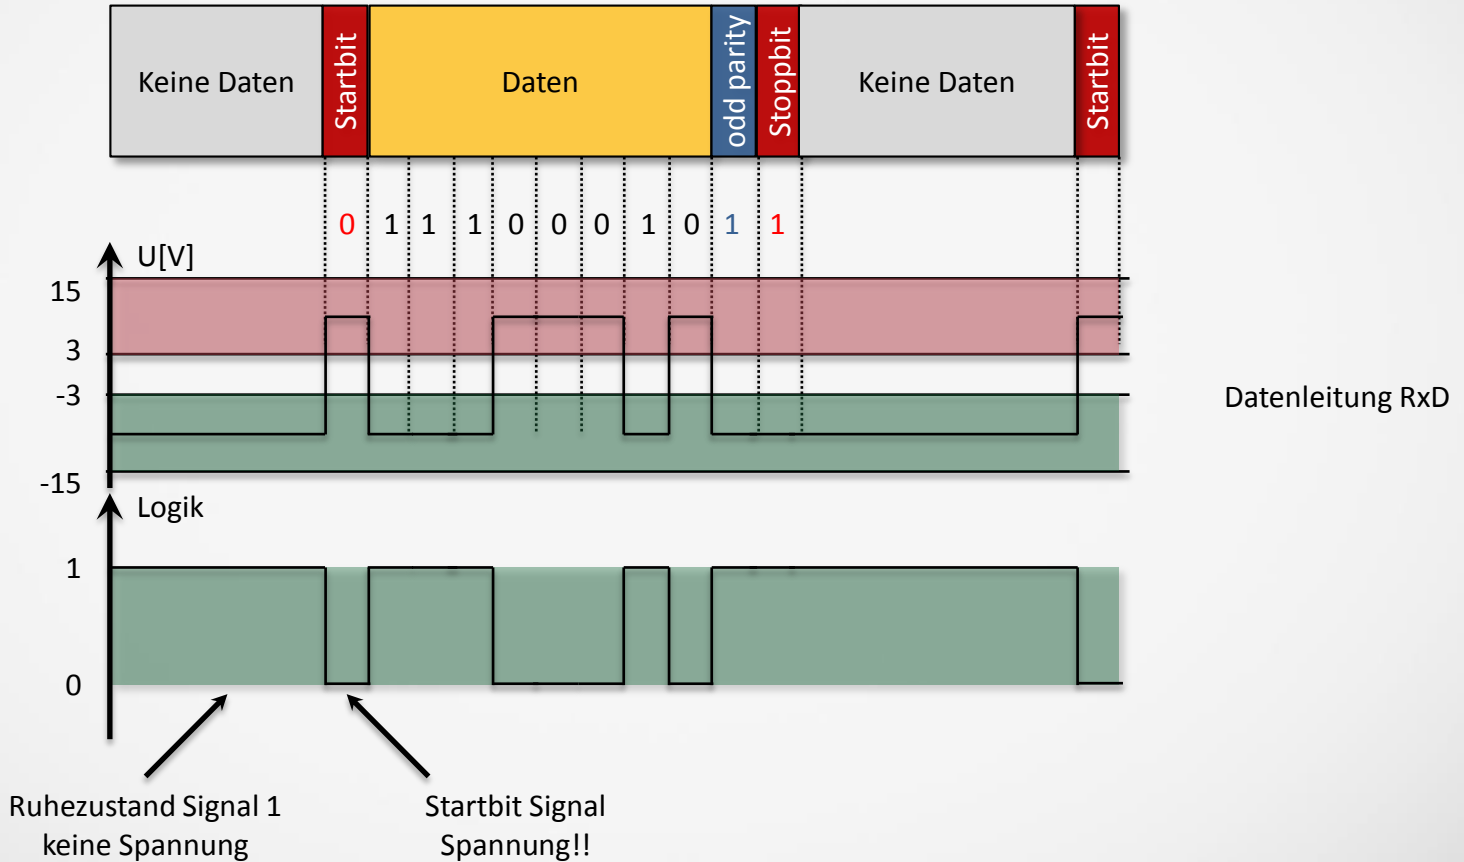 Keine Daten
Startbit
Daten
odd parity
Stoppbit
Keine Daten
Startbit
0 1 1 1 0 0 0 1 0 1 1
U[V]
15
3
-3
Datenleitung RxD
-15
Logik
1
0
Ruhezustand Signal 1
keine Spannung
Startbit Signal
Spannung!!